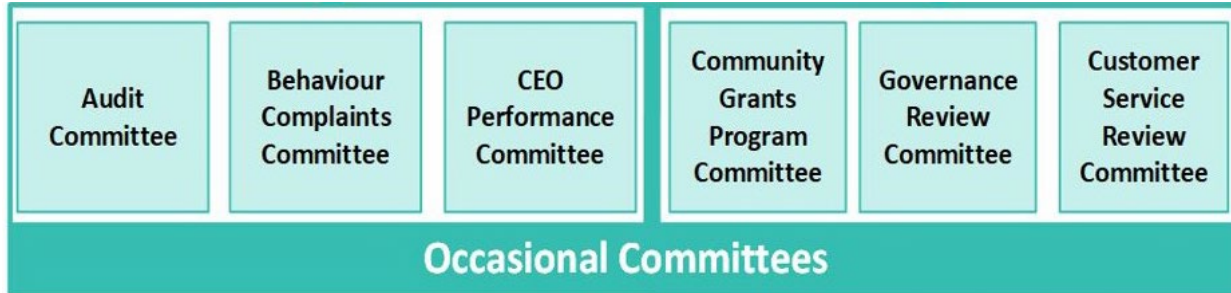 Audit
Committee
Behaviour
Complaints
Committee
CEO
Performance
Committee
Community
Grants
Program
Committee
Governance
Review
Committee
Customer
Service
Review
Committee
Occasional Committees